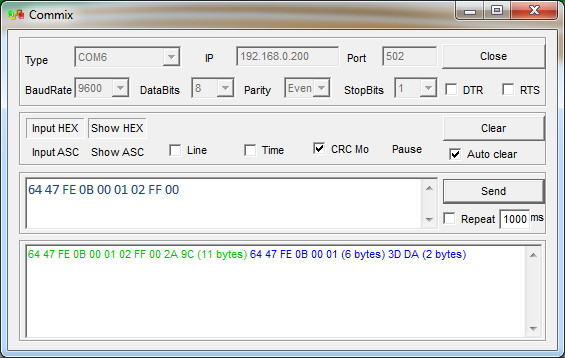 Commix
Type COM6 IP 192.168.0.200 Port 502 Close
BaudRate 9600 DataBits 8 Parity Even StopBits 1 DTR RTS
Input HEX Show HEX Clear
Input ASC Show ASC Line Time CRC Mo Pause Auto clear
64 47 FE 0B 00 01 02 FF 00 Send
Repeat 1000 ms
64 47 FE 0B 00 01 02 FF 00 2A 9C (11 bytes) 64 47 FE 0B 00 01 (6 bytes) 3D DA (2 bytes)